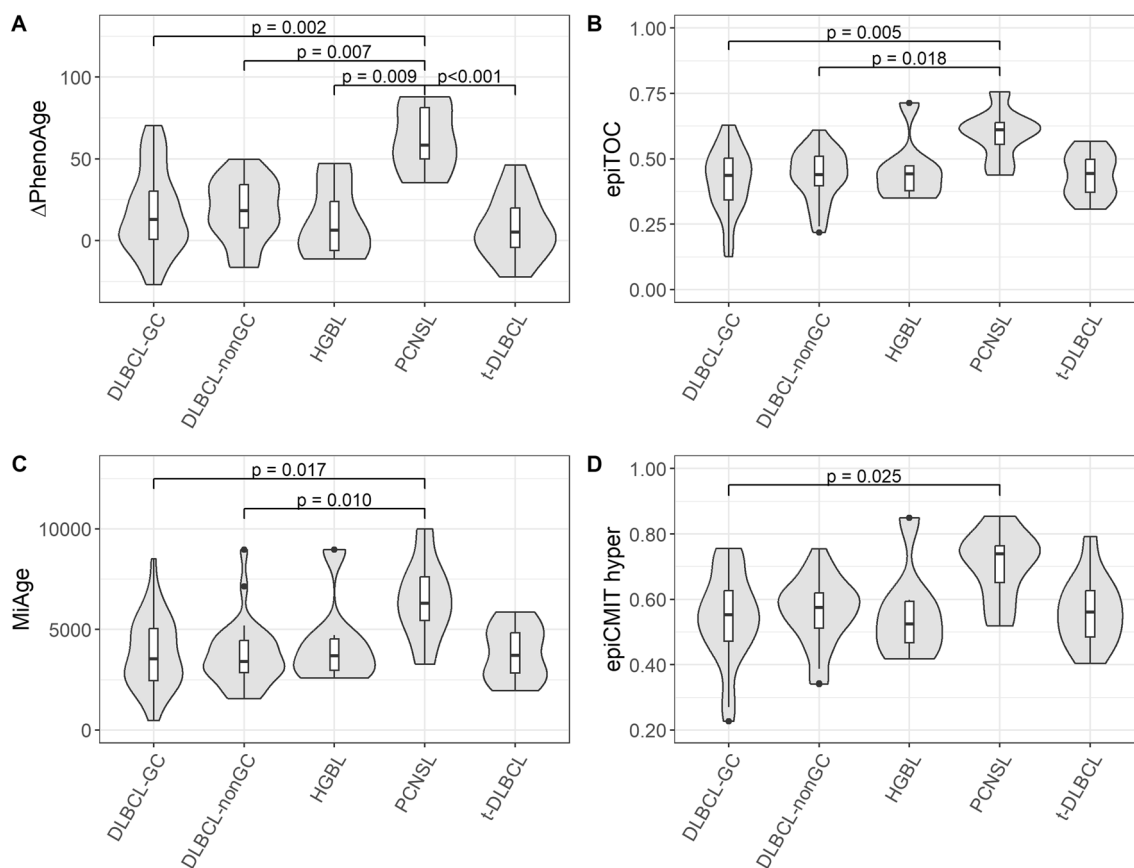 A
p = 0.002
p = 0.007
p = 0.009
p<0.001
100
50
0
ΔPhenoAge
DLBCL-GC
DLBCL-nonGC
HGBL
PCNSL
t-DLBCL
B
p = 0.005
p = 0.018
1.00
0.75
0.50
0.25
0.00
epiTOC
DLBCL-GC
DLBCL-nonGC
HGBL
PCNSL
t-DLBCL
C
p = 0.017
p = 0.010
10000
5000
0
MiAge
DLBCL-GC
DLBCL-nonGC
HGBL
PCNSL
t-DLBCL
D
p = 0.025
1.00
0.80
0.60
0.40
0.20
epiCMIT hyper
DLBCL-GC
DLBCL-nonGC
HGBL
PCNSL
t-DLBCL